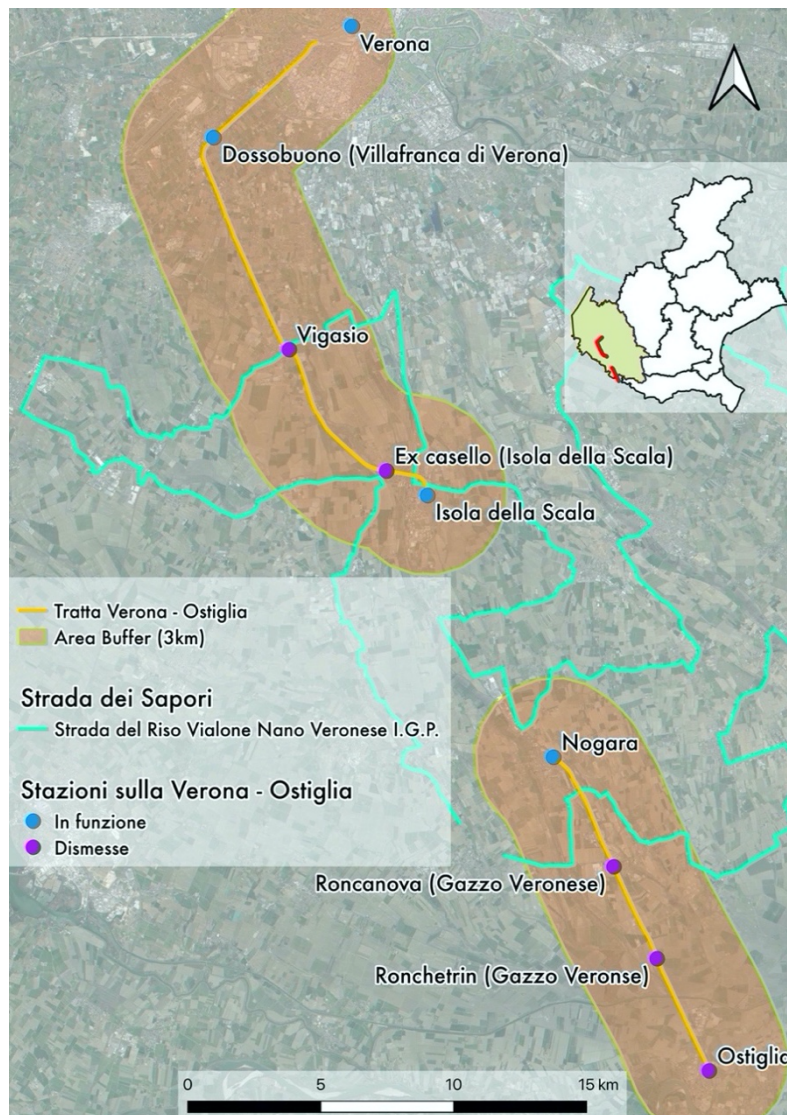 Verona
Dossobuono (Villafranca di Verona)
Vigasio
Ex casello (Isola della Scala)
Isola della Scala
Tratta Verona - Ostiglia
Area Buffer (3km)
Strada dei Sapori
Strada del Riso Vialone Nano Veronese I.G.P.
Stazioni sulla Verona - Ostiglia
In funzione
Dismesse
Nogara
Roncanova (Gazzo Veronese)
Ronchetrin (Gazzo Veronse)
Ostiglia
0 5 10 15 km